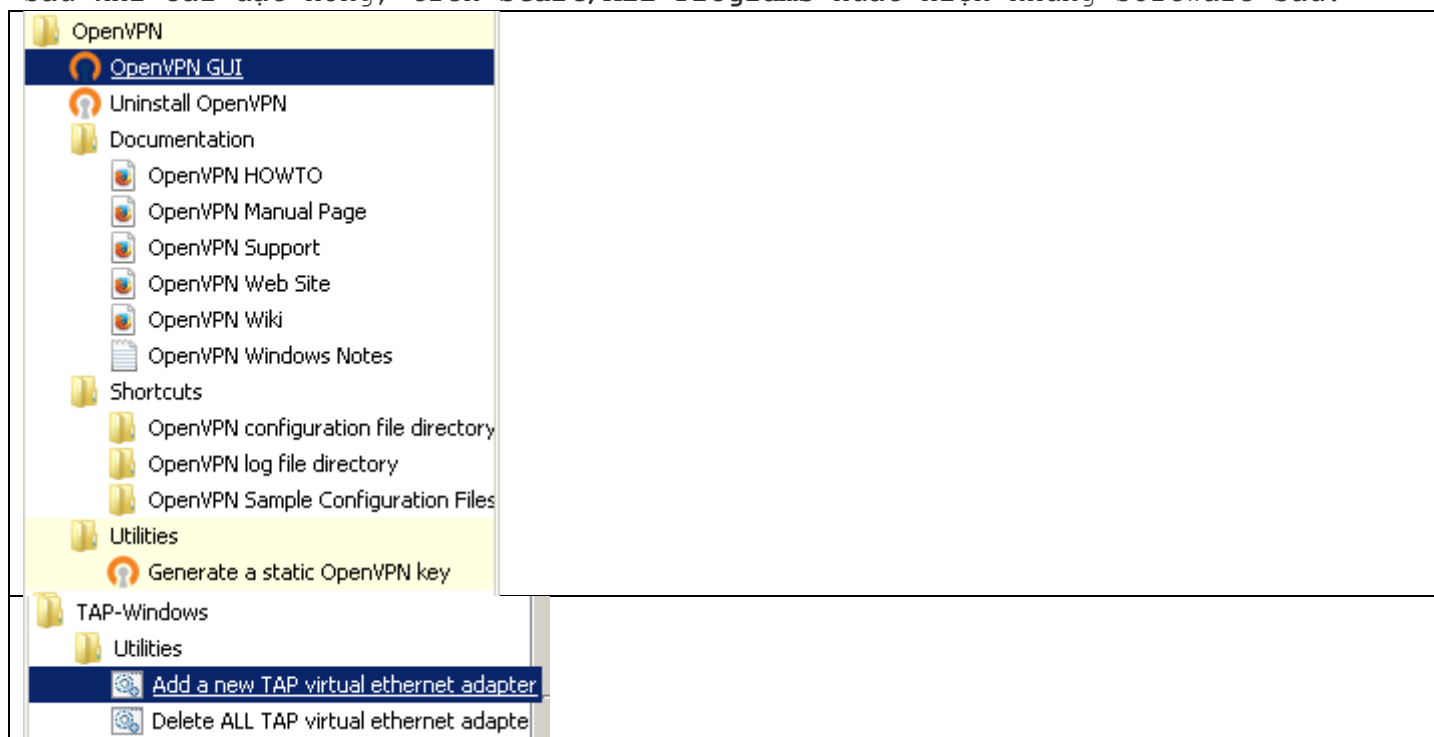 OpenVPN
OpenVPN GUI
Uninstall OpenVPN
Documentation
OpenVPN HOWTO
OpenVPN Manual Page
OpenVPN Support
OpenVPN Web Site
OpenVPN Wiki
OpenVPN Windows Notes
Shortcuts
OpenVPN configuration file directory
OpenVPN log file directory
OpenVPN Sample Configuration Files
Utilities
Generate a static OpenVPN key
TAP-Windows
Utilities
Add a new TAP virtual ethernet adapter
Delete ALL TAP virtual ethernet adapte